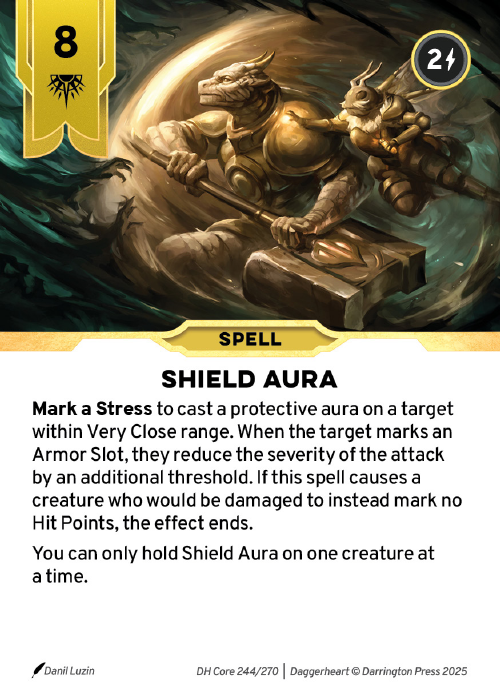 8
2
SPELL
SHIELD AURA
Mark a Stress to cast a protective aura on a target
within Very Close range. When the target marks an
Armor Slot, they reduce the severity of the attack
by an additional threshold. If this spell causes a
creature who would be damaged to instead mark no
Hit Points, the effect ends.
You can only hold Shield Aura on one creature at
a time.
Danil Luzin
DH Core 244/270 | Daggerheart © Darrington Press 2025